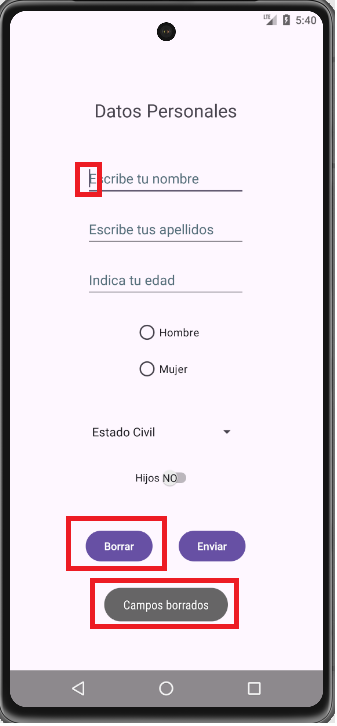 LTE 5:40
Datos Personales
Escribe tu nombre
Escribe tus apellidos
Indica tu edad
Hombre
Mujer
Estado Civil
Hijos NO
Borrar Enviar
Campos borrados